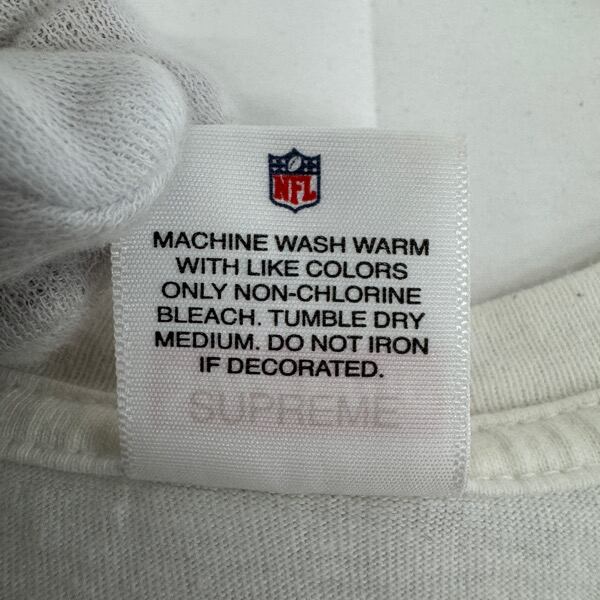 NFL
MACHINE WASH WARM
WITH LIKE COLORS
ONLY NON-CHLORINE
BLEACH. TUMBLE DRY
MEDIUM. DO NOT IRON
IF DECORATED.
SUPREME